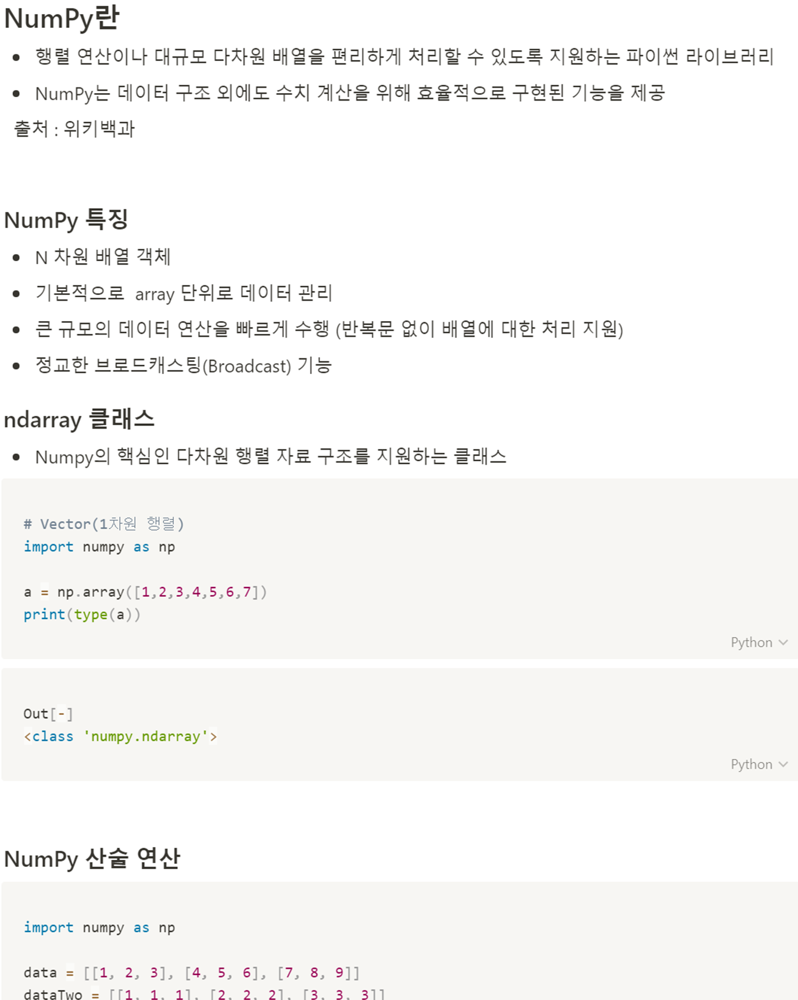 NumPy란
• 행렬 연산이나 대규모 다차원 배열을 편리하게 처리할 수 있도록 지원하는 파이썬 라이브러리
• NumPy는 데이터 구조 외에도 수치 계산을 위해 효율적으로 구현된 기능을 제공
출처 : 위키백과
NumPy 특징
• N 차원 배열 객체
• 기본적으로 array 단위로 데이터 관리
• 큰 규모의 데이터 연산을 빠르게 수행 (반복문 없이 배열에 대한 처리 지원)
• 정교한 브로드캐스팅(Broadcast) 기능
ndarray 클래스
• Numpy의 핵심인 다차원 행렬 자료 구조를 지원하는 클래스
# Vector(1차원 행렬)
import numpy as np
a = np.array([1,2,3,4,5,6,7])
print(type(a))
Python
Out[-]
<class 'numpy.ndarray'>
Python
NumPy 산술 연산
import numpy as np
data = [[1, 2, 3], [4, 5, 6], [7, 8, 9]]
dataTwo = [[1, 1, 1], [2, 2, 2], [3, 3, 3]]